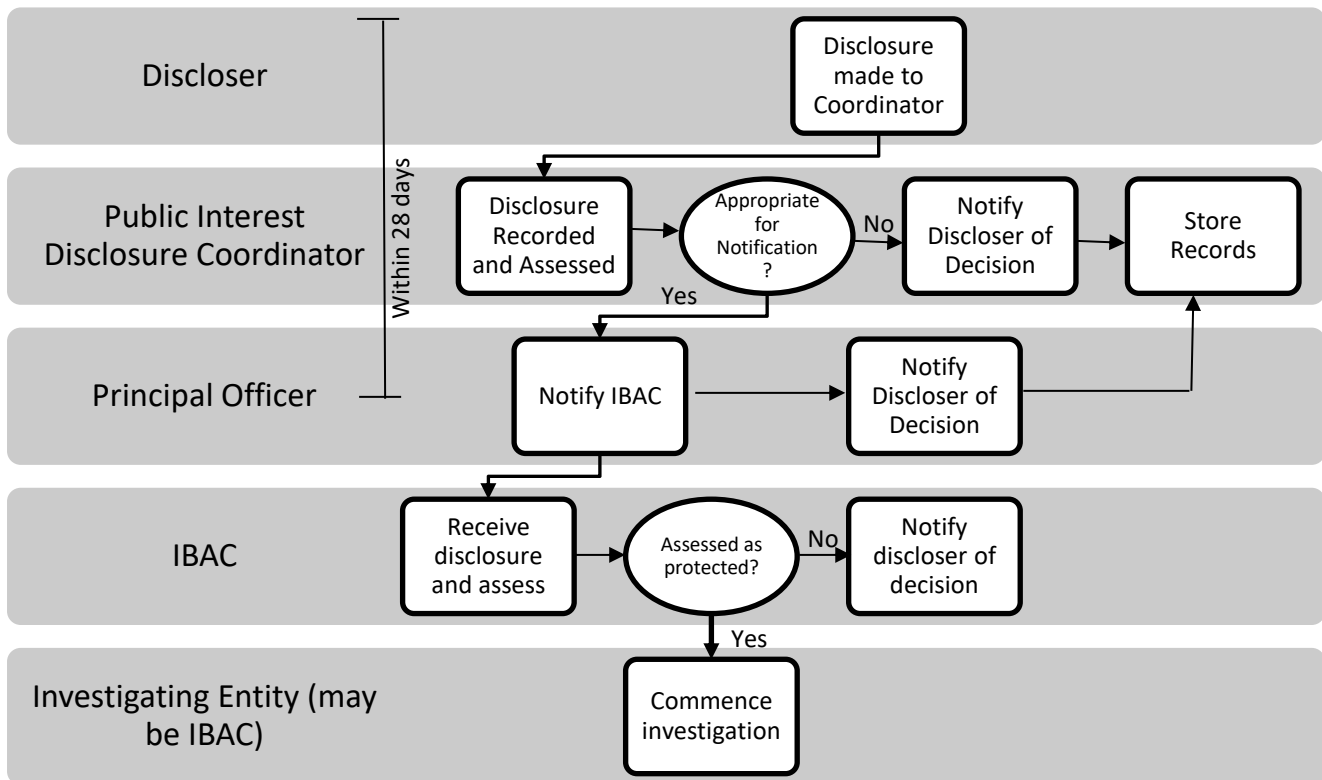 Discloser
Disclosure
made to
Coordinator
Within 28 days
Public Interest
Disclosure Coordinator
Disclosure
Recorded
and Assessed
Appropriate
for
Notification
?
No
Notify
Discloser of
Decision
Store
Records
Yes
Principal Officer
Notify IBAC
Notify
Discloser of
Decision
IBAC
Receive
disclosure
and assess
Assessed as
protected?
No
Notify
discloser of
decision
Yes
Investigating Entity (may
be IBAC)
Commence
investigation